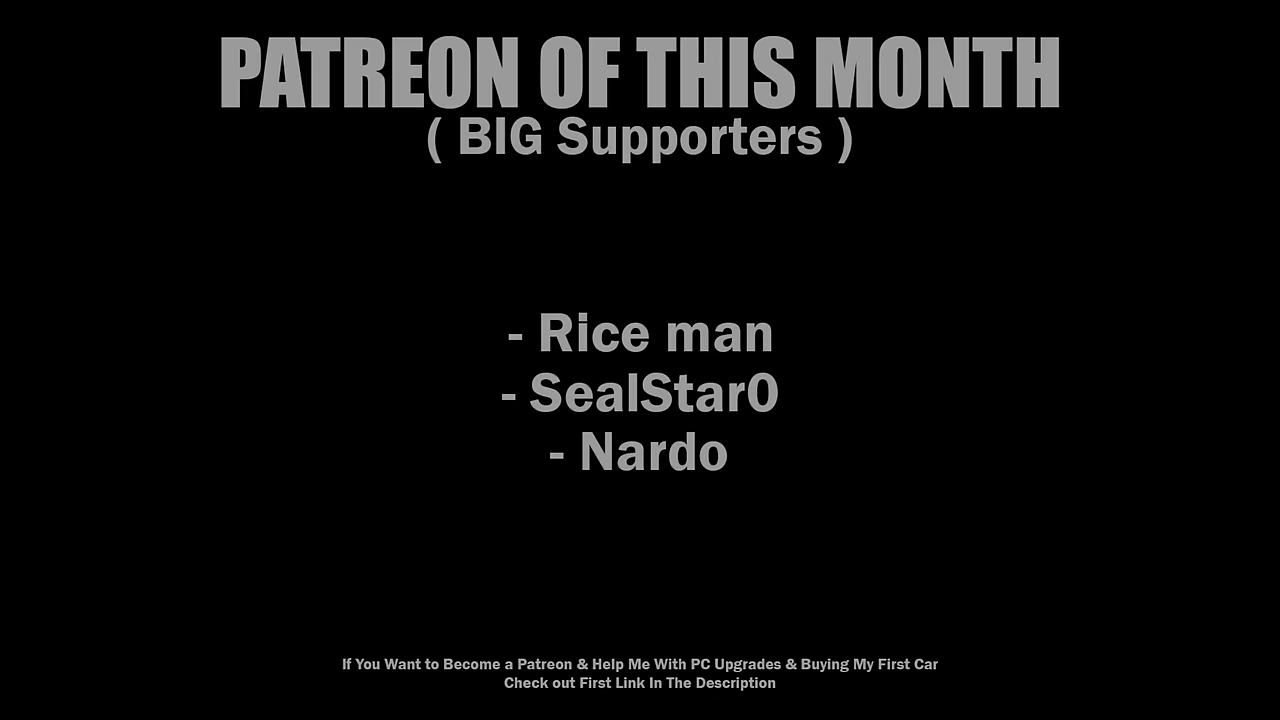 PATREON OF THIS MONTH
( BIG Supporters )
- Rice man
- SealStar0
- Nardo
If You Want to Become a Patreon & Help Me With PC Upgrades & Buying My First Car
Check out First Link In The Description